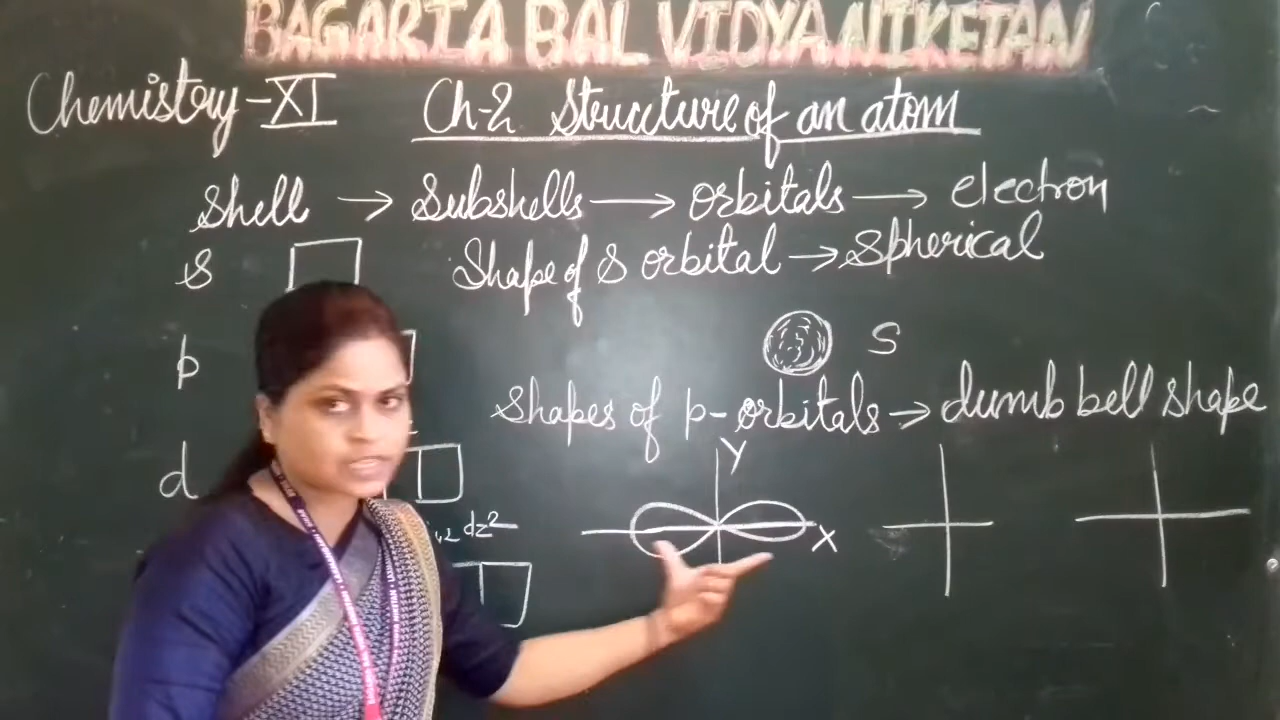 BAGARIA BAL VIDYA NIKETAN
Chemistry-XI Ch-2 Structure of an atom
Shell → Subshells → orbitals → electron
s Shape of S orbital → Spherical
S
p Shapes of p-orbitals → dumb bell shape
Y
d
dz²
X